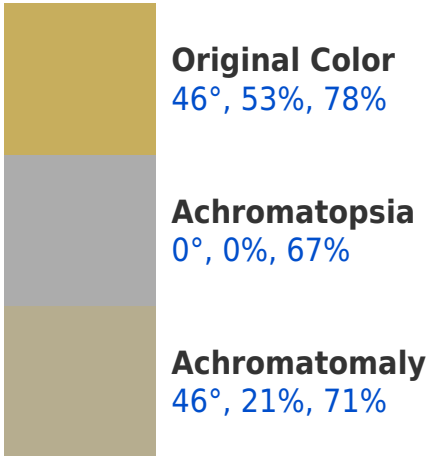 Original Color
46°, 53%, 78%
Achromatopsia
0°, 0%, 67%
Achromatomaly
46°, 21%, 71%